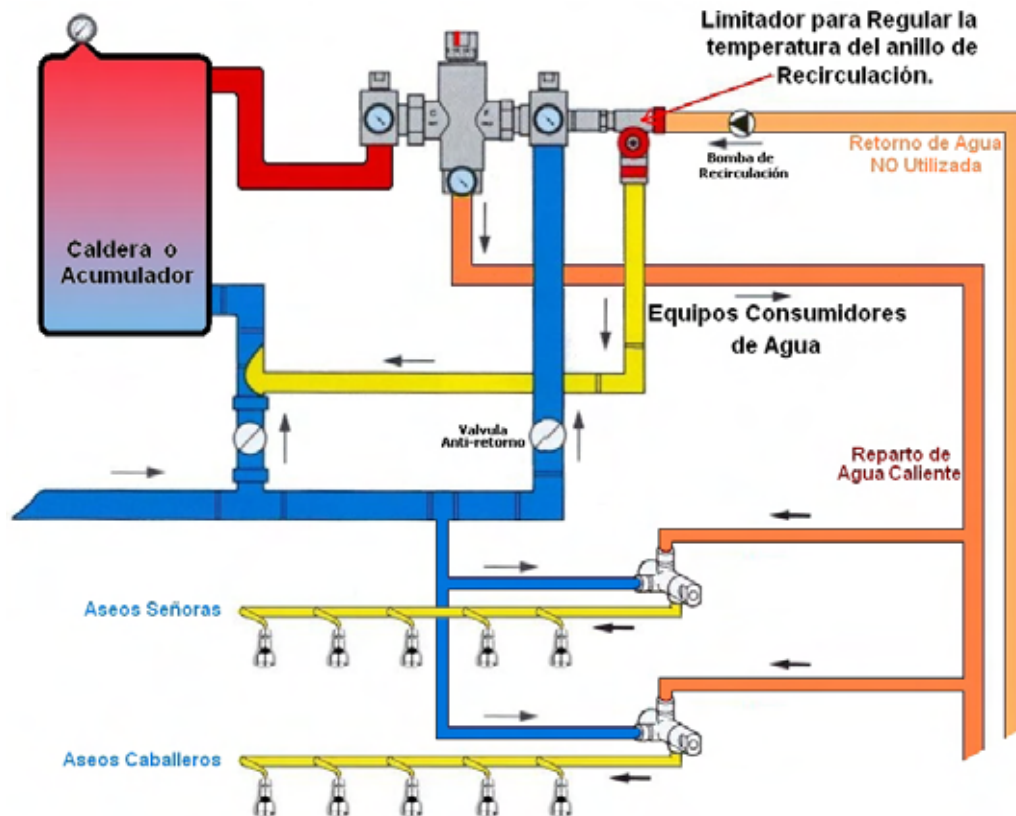 Limitador para Regular la
temperatura del anillo de
Recirculación.
Retorno de Agua
NO Utilizada
Bomba de
Recirculación
Caldera o
Acumulador
Equipos Consumidores
de Agua
Valvula
Anti-retorno
Reparto de
Agua Caliente
Aseos Señoras
Aseos Caballeros